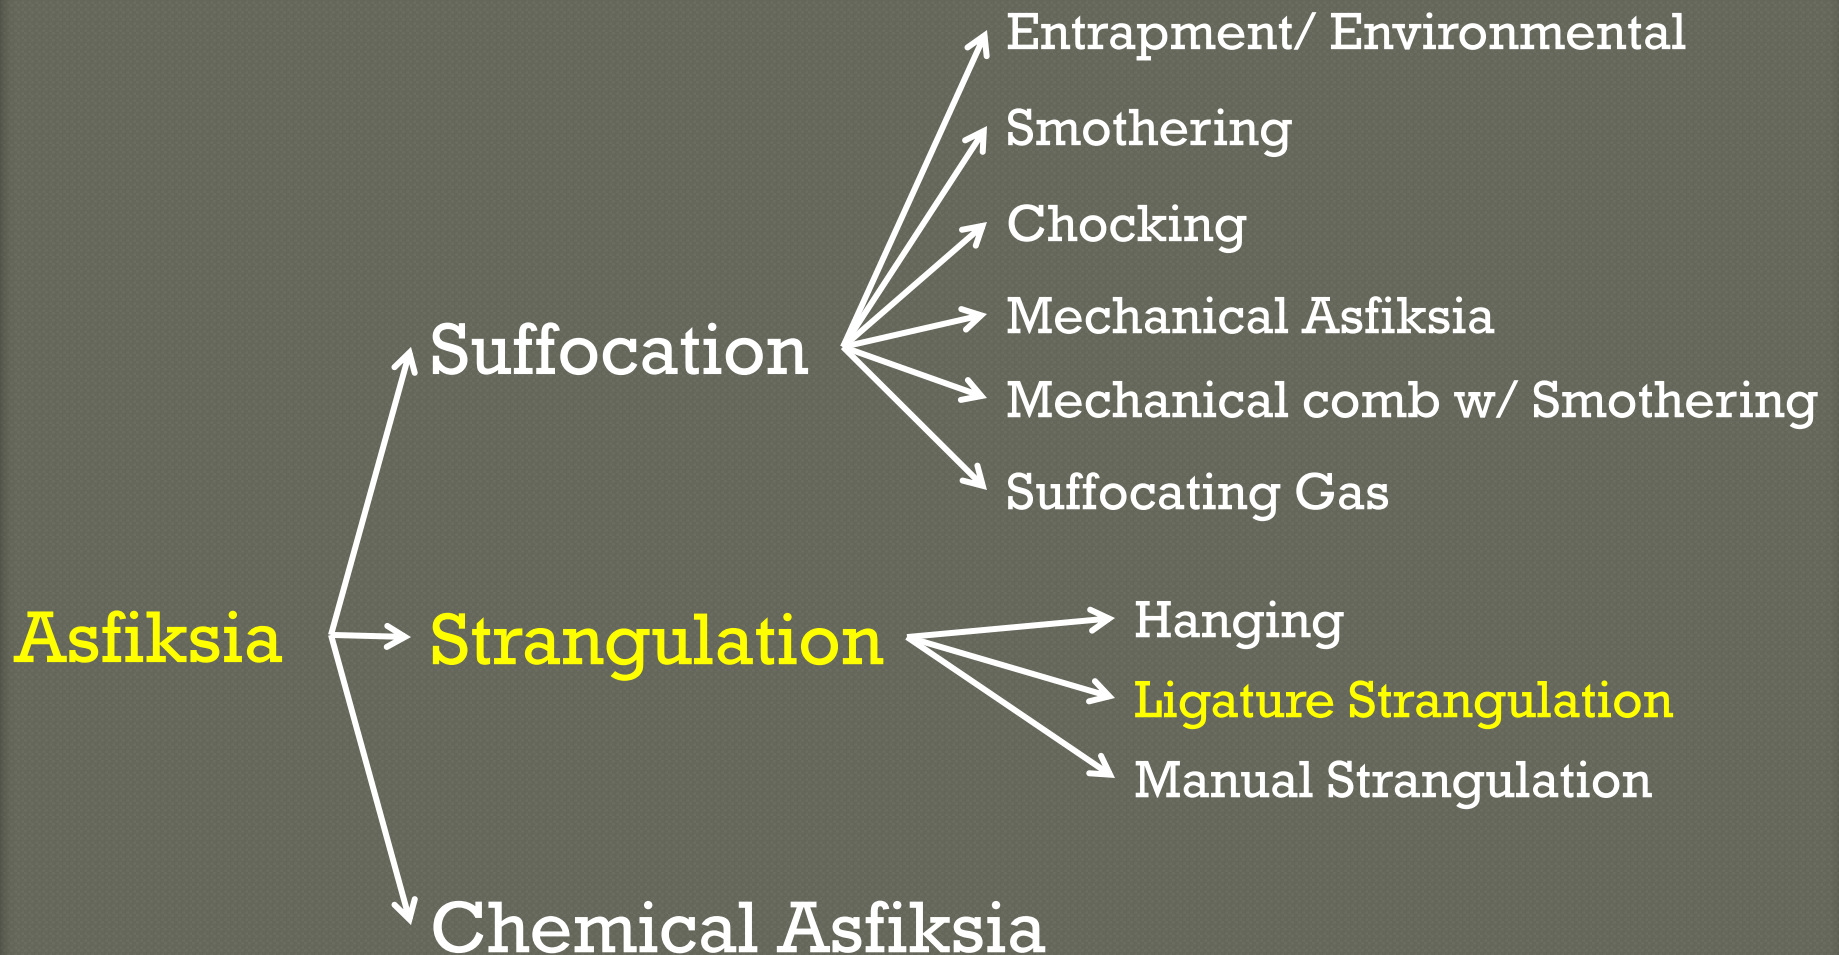 Entrapment/ Environmental
Smothering
Chocking
Mechanical Asfiksia
Suffocation
Mechanical comb w/ Smothering
Suffocating Gas
Asfiksia
Strangulation
Hanging
Ligature Strangulation
Manual Strangulation
Chemical Asfiksia